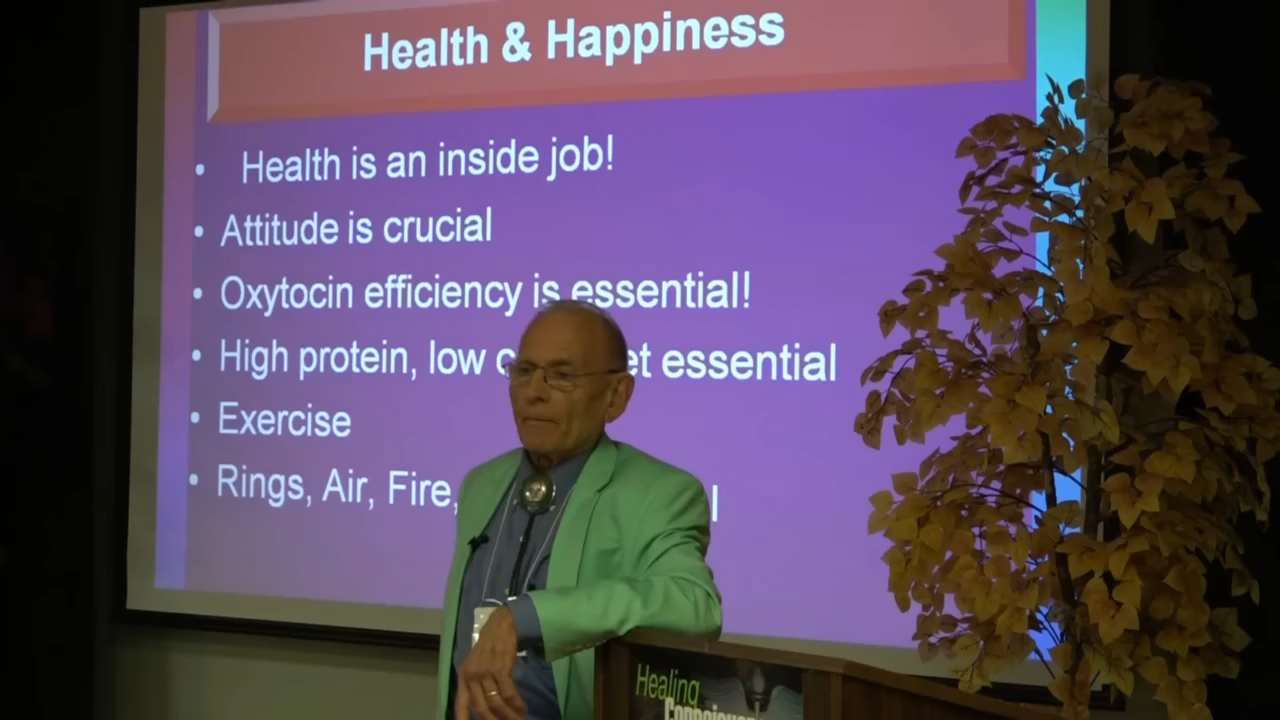 Health & Happiness
• Health is an inside job!
• Attitude is crucial
• Oxytocin efficiency is essential!
• High protein, low essential
• Exercise
• Rings, Air, Fire,
Healing